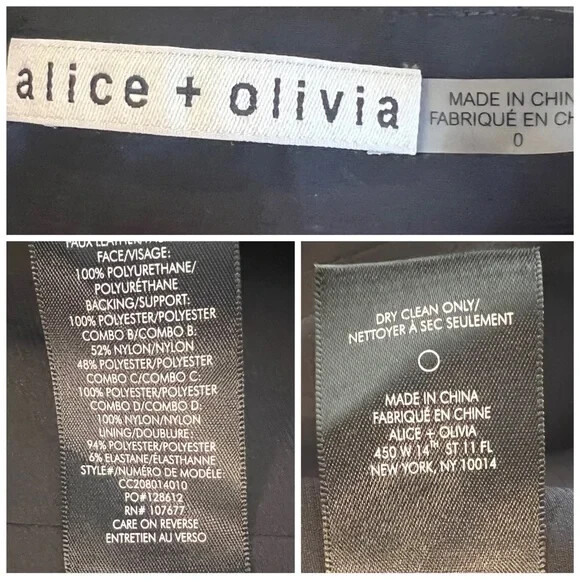 alice + olivia
MADE IN CHIN
FABRIQUÉ EN CH
0
FACE/VISAGE:
100% POLYURETHANE/
POLYURÉTHANE
BACKING/SUPPORT:
100% POLYESTER/POLYESTER
COMBO B/COMBO B:
52% NYLON/NYLON
48% POLYESTER/POLYESTER
COMBO C/COMBO C:
100% POLYESTER/POLYESTER
COMBO D/COMBO D:
100% NYLON/NYLON
LINING/DOUBLURE:
94% POLYESTER/POLYESTER
6% ELASTANE/ÉLASTHANNE
STYLE#/NUMÉRO DE MODÈLE:
CC208014010
PO#128612
RN# 107677
CARE ON REVERSE
ENTRETIEN AU VERSO
DRY CLEAN ONLY/
NETTOYER À SEC SEULEMENT
MADE IN CHINA
FABRIQUÉ EN CHINE
ALICE + OLIVIA
450 W 14TH ST 11 FL
NEW YORK, NY 10014